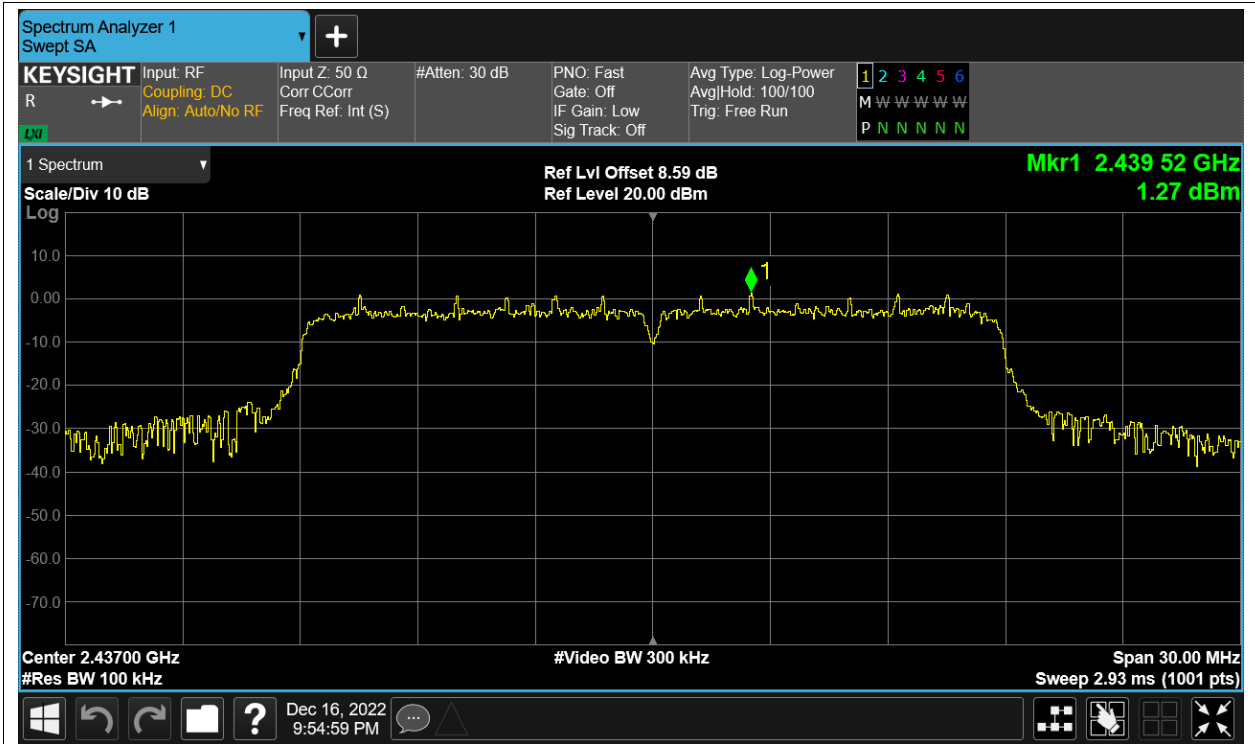 Spectrum Analyzer 1
Swept SA
KEYSIGHT
R
LXI
Input: RF
Coupling: DC
Align: Auto/No RF
Input Z: 50 Ω
Corr CCorr
Freq Ref: Int (S)
#Atten: 30 dB
PNO: Fast
Gate: Off
IF Gain: Low
Sig Track: Off
Avg Type: Log-Power
Avg|Hold: 100/100
Trig: Free Run
1 2 3 4 5 6
M W W W W W
P N N N N N
1 Spectrum
Scale/Div 10 dB
Log
Ref Lvl Offset 8.59 dB
Ref Level 20.00 dBm
Mkr1 2.439 52 GHz
1.27 dBm
10.0
0.00
-10.0
-20.0
-30.0
-40.0
-50.0
-60.0
-70.0
1
Center 2.43700 GHz
#Res BW 100 kHz
#Video BW 300 kHz
Span 30.00 MHz
Sweep 2.93 ms (1001 pts)
?
Dec 16, 2022
9:54:59 PM